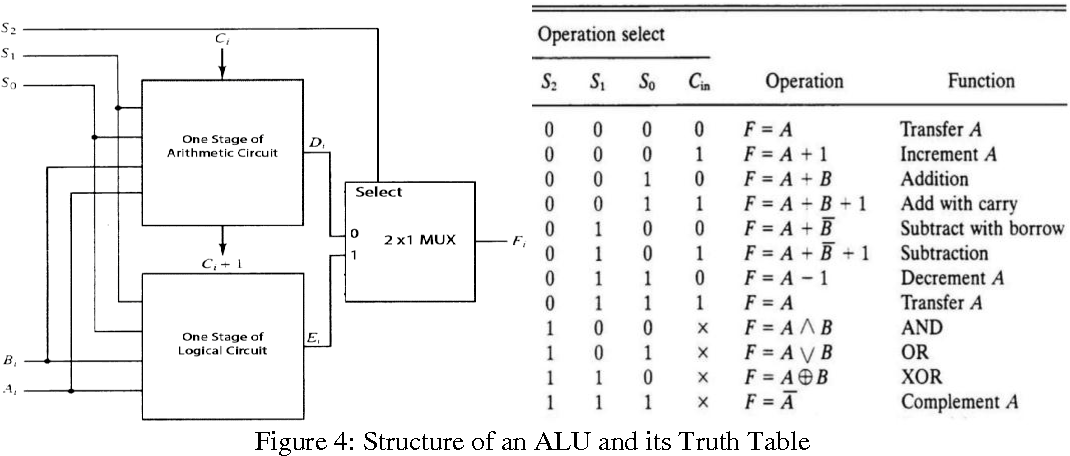 S₂
S₁
S₀
Cᵢ
One Stage of
Arithmetic Circuit
Dᵢ
Select
0
2 x1 MUX
1
Fᵢ
Cᵢ + 1
One Stage of
Logical Circuit
Eᵢ
Bᵢ
Aᵢ
Operation select
S₂ S₁ S₀ Cᵢₙ Operation Function
0 0 0 0 F = A Transfer A
0 0 0 1 F = A + 1 Increment A
0 0 1 0 F = A + B Addition
0 0 1 1 F = A + B + 1 Add with carry
0 1 0 0 F = A + B̅ Subtract with borrow
0 1 0 1 F = A + B̅ + 1 Subtraction
0 1 1 0 F = A − 1 Decrement A
0 1 1 1 F = A Transfer A
1 0 0 × F = A ∧ B AND
1 0 1 × F = A ∨ B OR
1 1 0 × F = A ⊕ B XOR
1 1 1 × F = A̅ Complement A
Figure 4: Structure of an ALU and its Truth Table